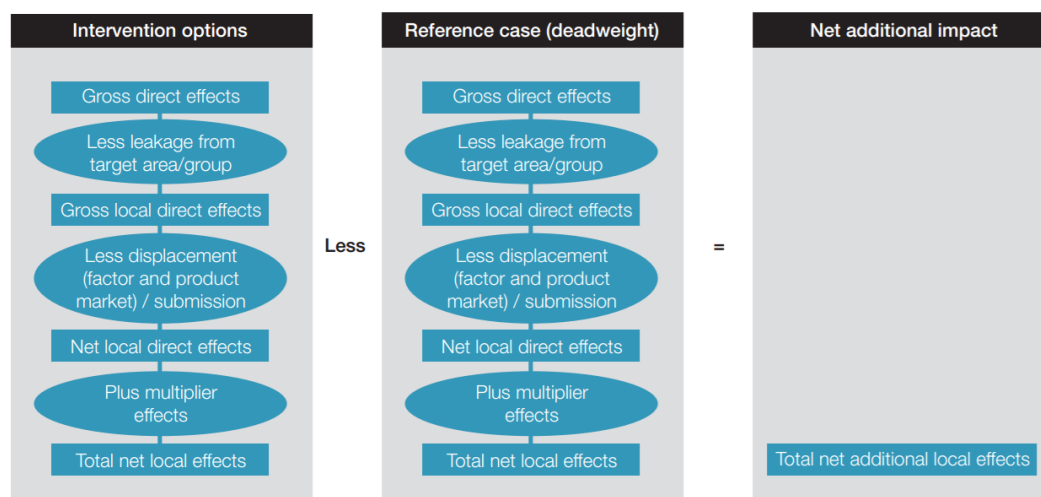 Intervention options
Gross direct effects
Less leakage from
target area/group
Gross local direct effects
Less displacement
(factor and product
market) / submission
Net local direct effects
Plus multiplier
effects
Total net local effects
Less
Reference case (deadweight)
Gross direct effects
Less leakage from
target area/group
Gross local direct effects
Less displacement
(factor and product
market) / submission
Net local direct effects
Plus multiplier
effects
Total net local effects
=
Net additional impact
Total net additional local effects